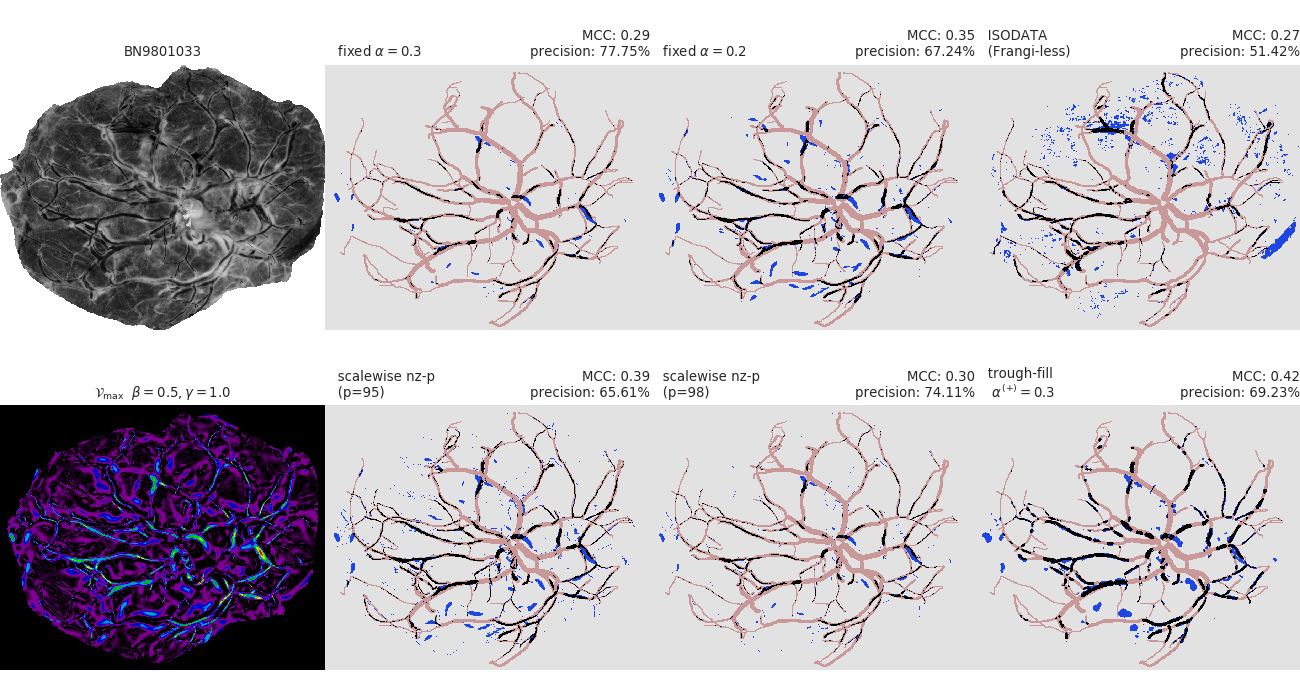 BN9801033
fixed α = 0.3
MCC: 0.29
precision: 77.75%
fixed α = 0.2
MCC: 0.35
precision: 67.24%
ISODATA
(Frangi-less)
MCC: 0.27
precision: 51.42%
𝒱max β = 0.5, γ = 1.0
scalewise nz-p
(p=95)
MCC: 0.39
precision: 65.61%
scalewise nz-p
(p=98)
MCC: 0.30
precision: 74.11%
trough-fill
α(+) = 0.3
MCC: 0.42
precision: 69.23%